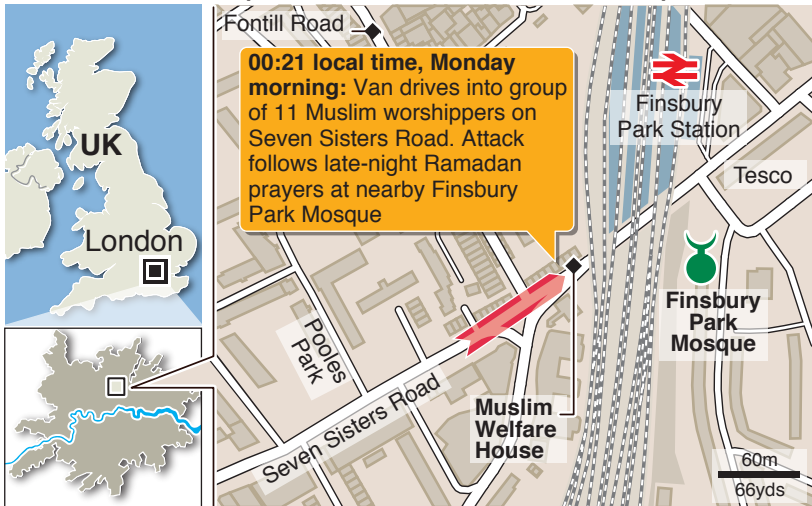 Fontill Road
00:21 local time, Monday
morning: Van drives into group
of 11 Muslim worshippers on
Seven Sisters Road. Attack
follows late-night Ramadan
prayers at nearby Finsbury
Park Mosque
UK
London
Finsbury
Park Station
Tesco
Finsbury
Park
Mosque
Pooles
Park
Seven Sisters Road
Muslim
Welfare
House
60m
66yds